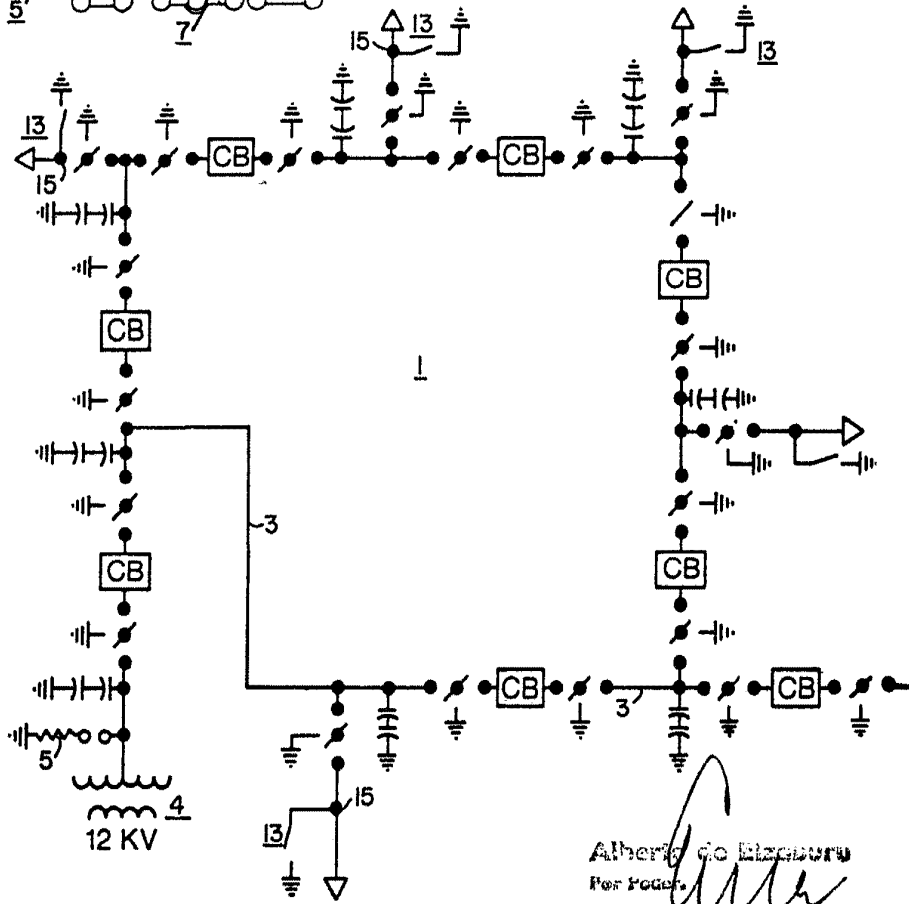 5'
7
15
13
13
13
15
CB
CB
CB
CB
1
3
CB
CB
CB
3
CB
5
4
12 KV
15
13
Alberto de Elzaburu
Por Poder.